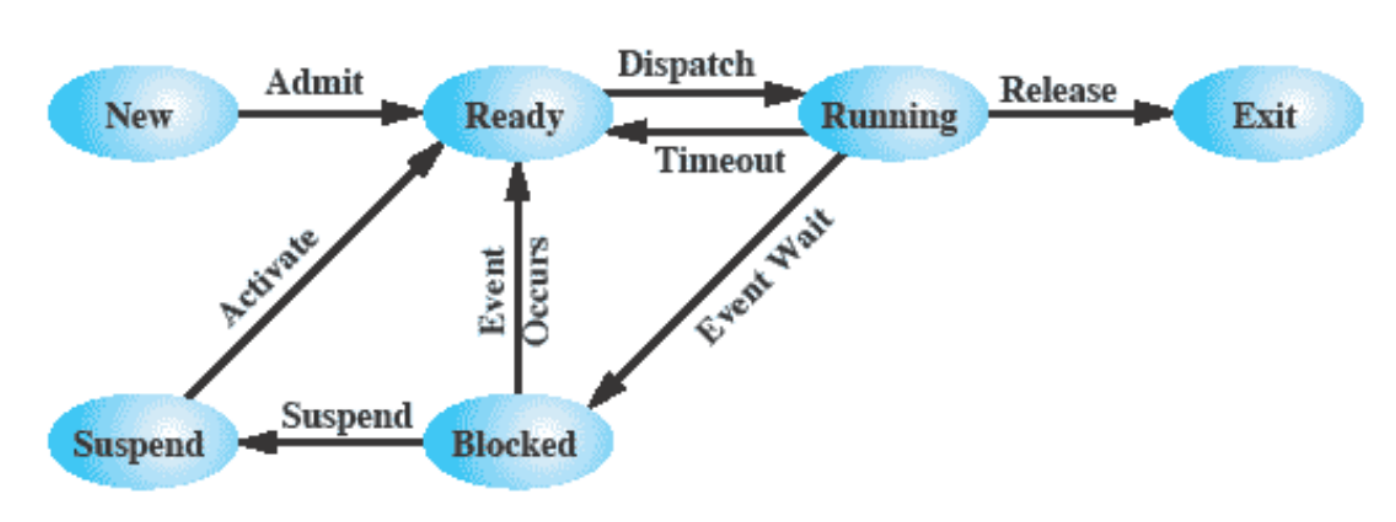 Dispatch
Admit
Release
New
Ready
Running
Exit
Timeout
Activate
Event
Occurs
Event Wait
Suspend
Suspend
Blocked